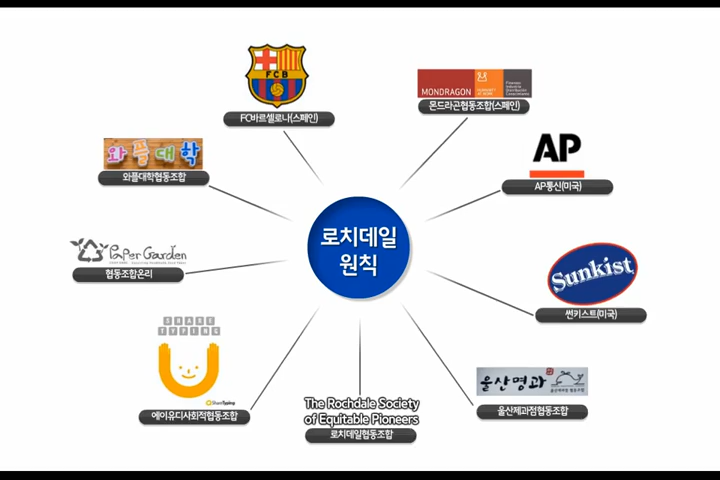 FCB
FC바르셀로나(스페인)
MONDRAGON
몬드라곤협동조합(스페인)
와플대학
와플대학협동조합
AP
AP통신(미국)
로치데일
원칙
Paper Garden
협동조합온리
Sunkist
썬키스트(미국)
SHARE
TYPING
ShareTyping
에이유디사회적협동조합
The Rochdale Society
of Equitable Pioneers
로치데일협동조합
울산명과
울산제과점협동조합